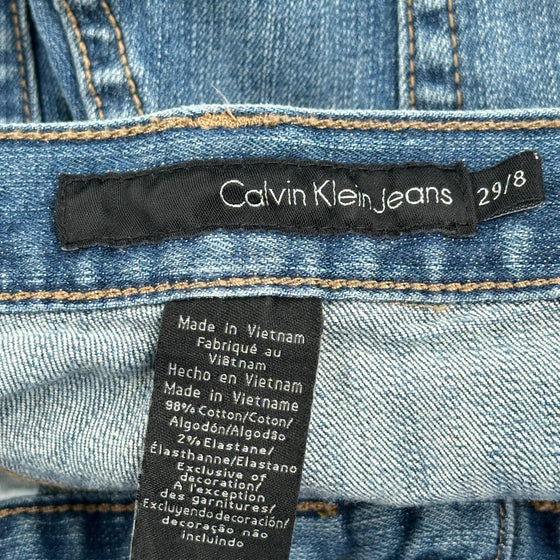 Calvin Klein Jeans
29/8
Made in Vietnam
Fabriqué au
Viêtnam
Hecho en Vietnam
Made in Vietname
98% Cotton/Coton/
Algodón/Algodão
2% Elastane/
Élasthanne/Elastano
Exclusive of
decoration/
A l'exception
des garnitures/
Excluyendo decoración/
decoração não
incluindo